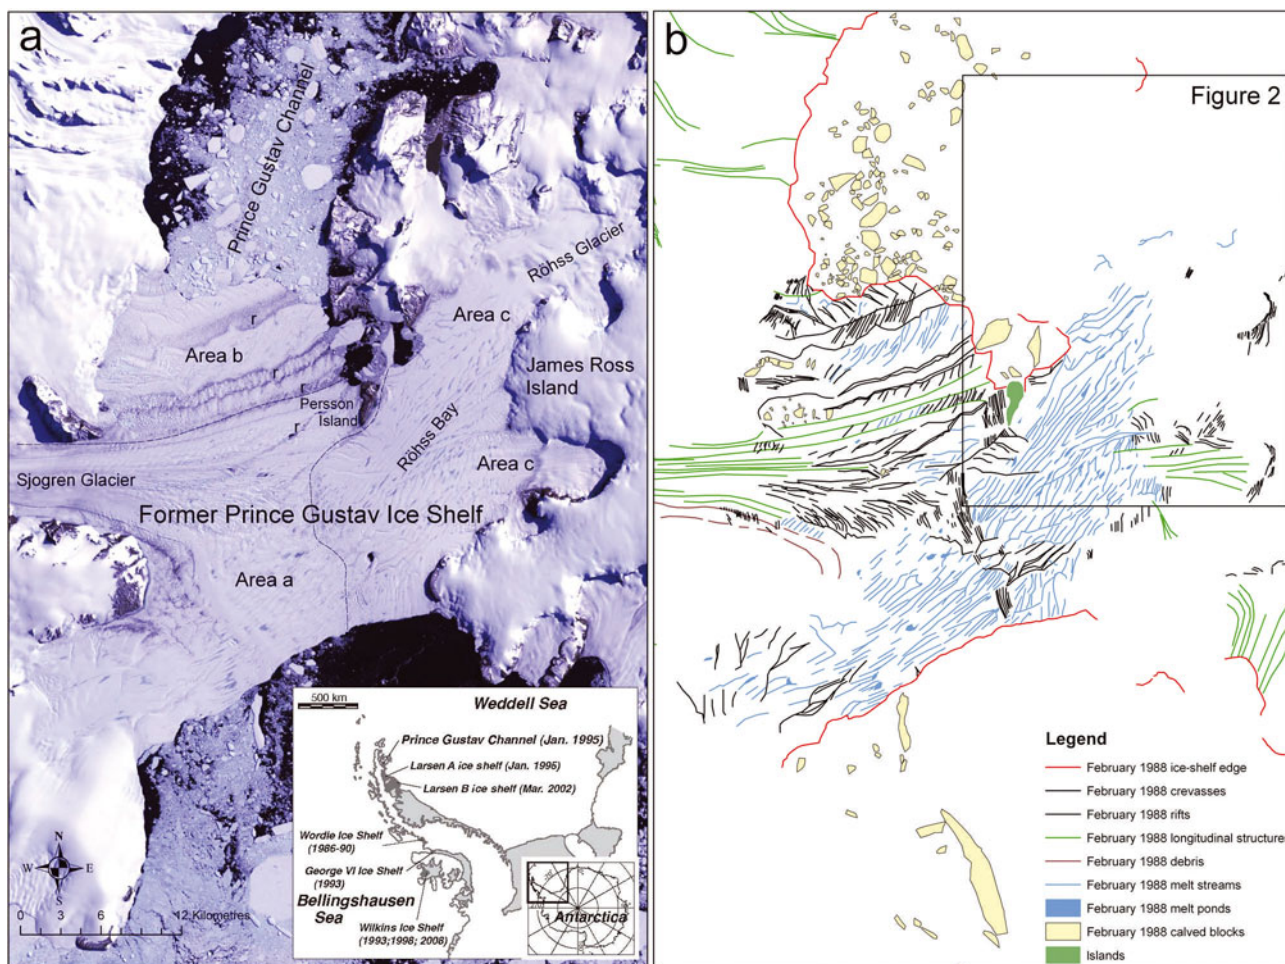 a
Prince Gustav Channel
Röhss Glacier
Area c
r
Area b
James Ross
Island
r
r
Persson
Island
r
Röhss Bay
Area c
Sjogren Glacier
Former Prince Gustav Ice Shelf
Area a
N
W
E
S
0
3
6
12 Kilometres
500 km
Weddell Sea
Prince Gustav Channel (Jan. 1995)
Larsen A ice shelf (Jan. 1996)
Larsen B ice shelf (Mar. 2002)
Wordie Ice Shelf
(1986-90)
George VI Ice Shelf
(1993)
Bellingshausen
Sea
Wilkins Ice Shelf
(1993;1998; 2008)
Antarctica
b
Figure 2
Legend
February 1988 ice-shelf edge
February 1988 crevasses
February 1988 rifts
February 1988 longitudinal structure
February 1988 debris
February 1988 melt streams
February 1988 melt ponds
February 1988 calved blocks
Islands